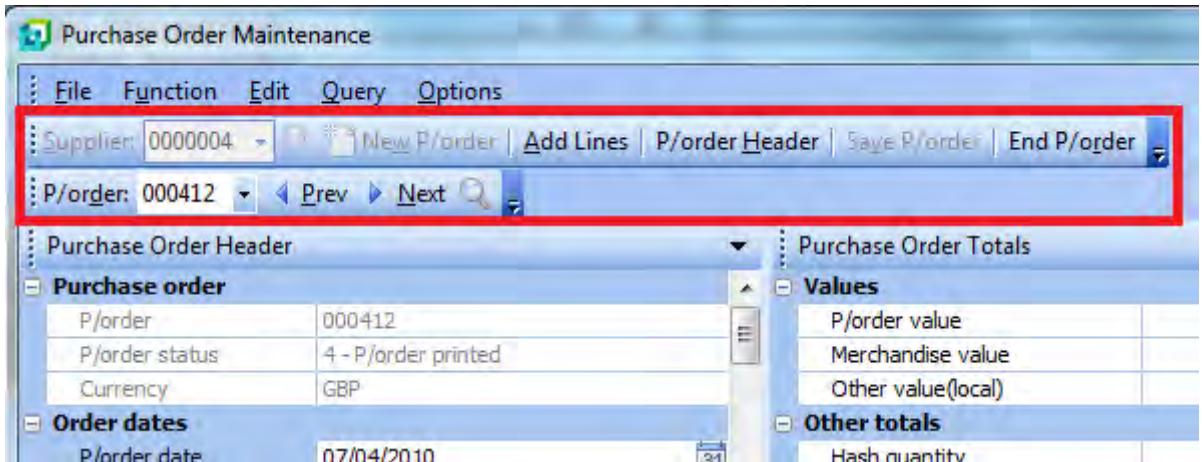 Purchase Order Maintenance
File Function Edit Query Options
Supplier: 0000004 New P/order Add Lines P/order Header Save P/order End P/order
P/order: 000412 Prev Next
Purchase Order Header Purchase Order Totals
Purchase order Values
P/order 000412 P/order value
P/order status 4 - P/order printed Merchandise value
Currency GBP Other value(local)
Order dates Other totals
P/order date 07/04/2010 31 Hash quantity